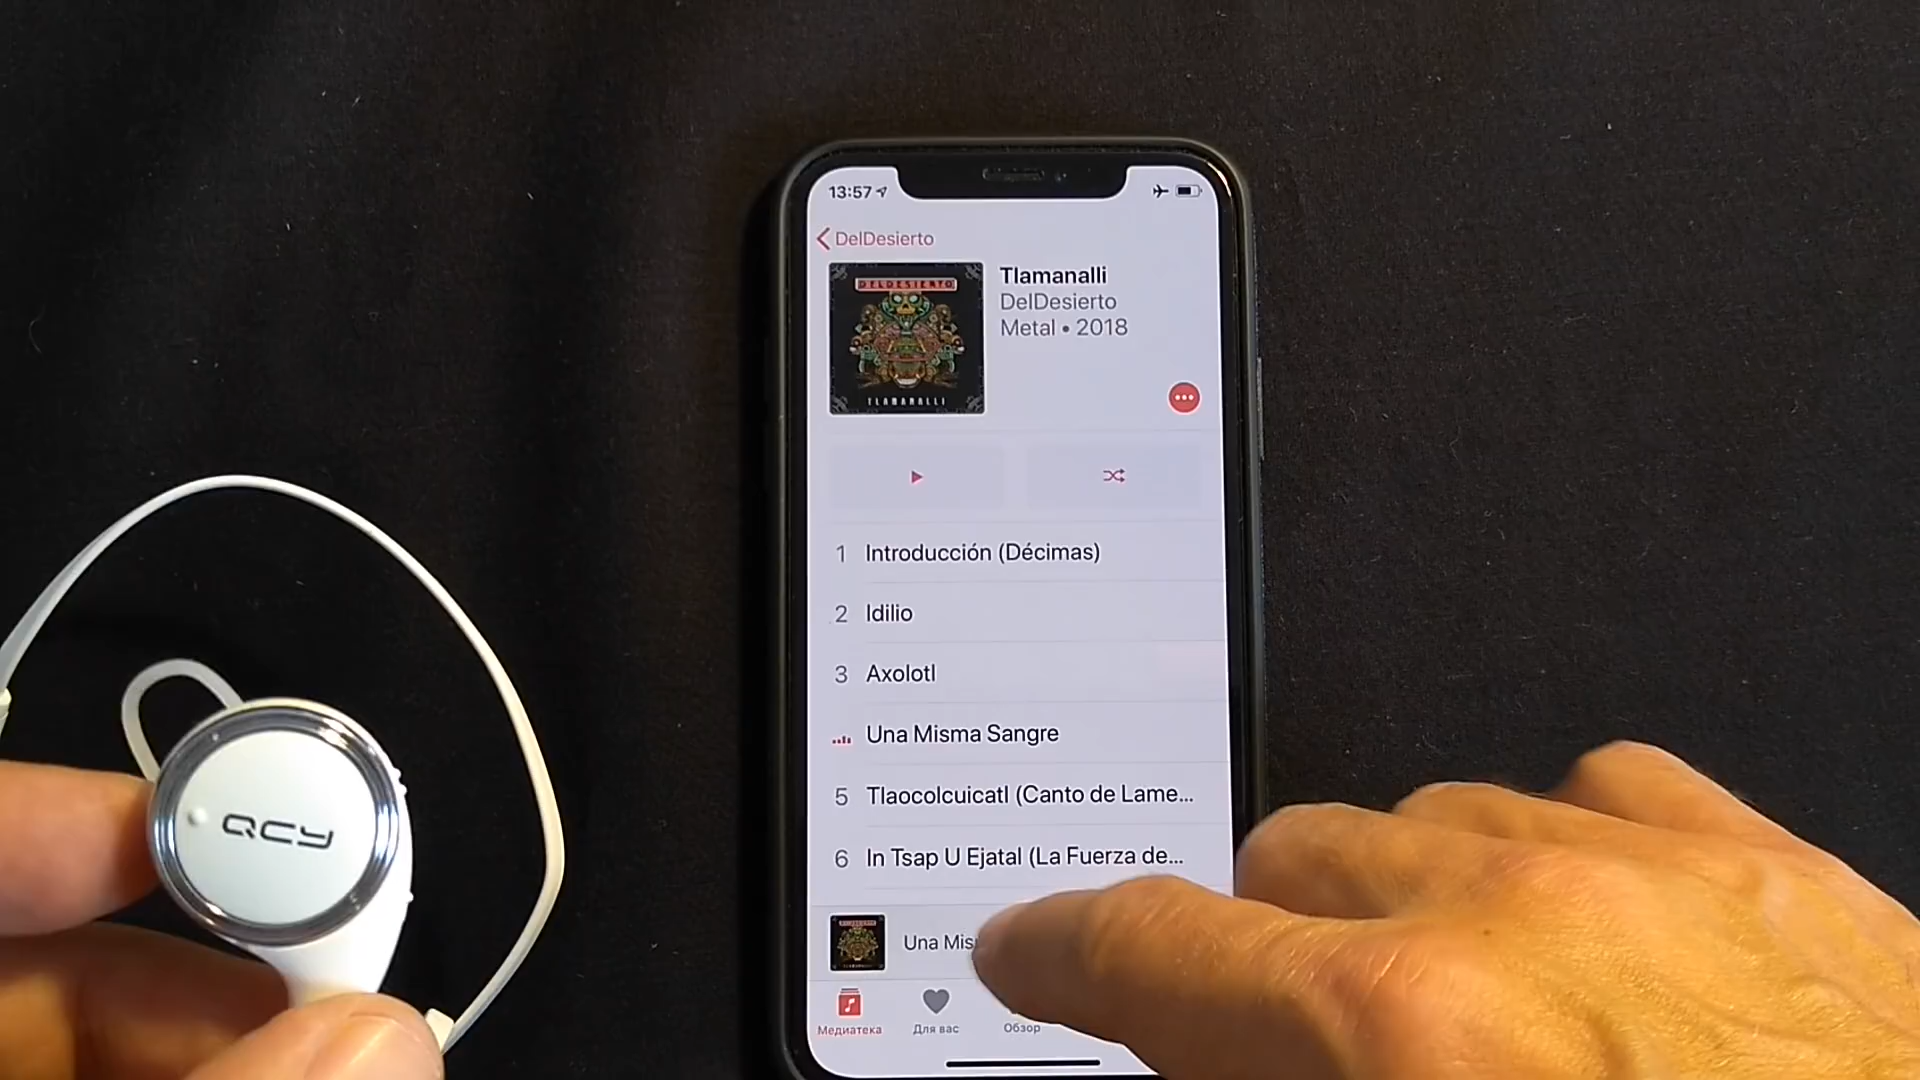 13:57
DelDesierto
DELDESIERTO
TLAMANALLI
Tlamanalli
DelDesierto
Metal • 2018
1 Introducción (Décimas)
2 Idilio
3 Axolotl
Una Misma Sangre
5 Tlaocolcuicatl (Canto de Lame...
6 In Tsap U Ejatal (La Fuerza de...
Una Mis
Медиатека Для вас Обзор
QCY